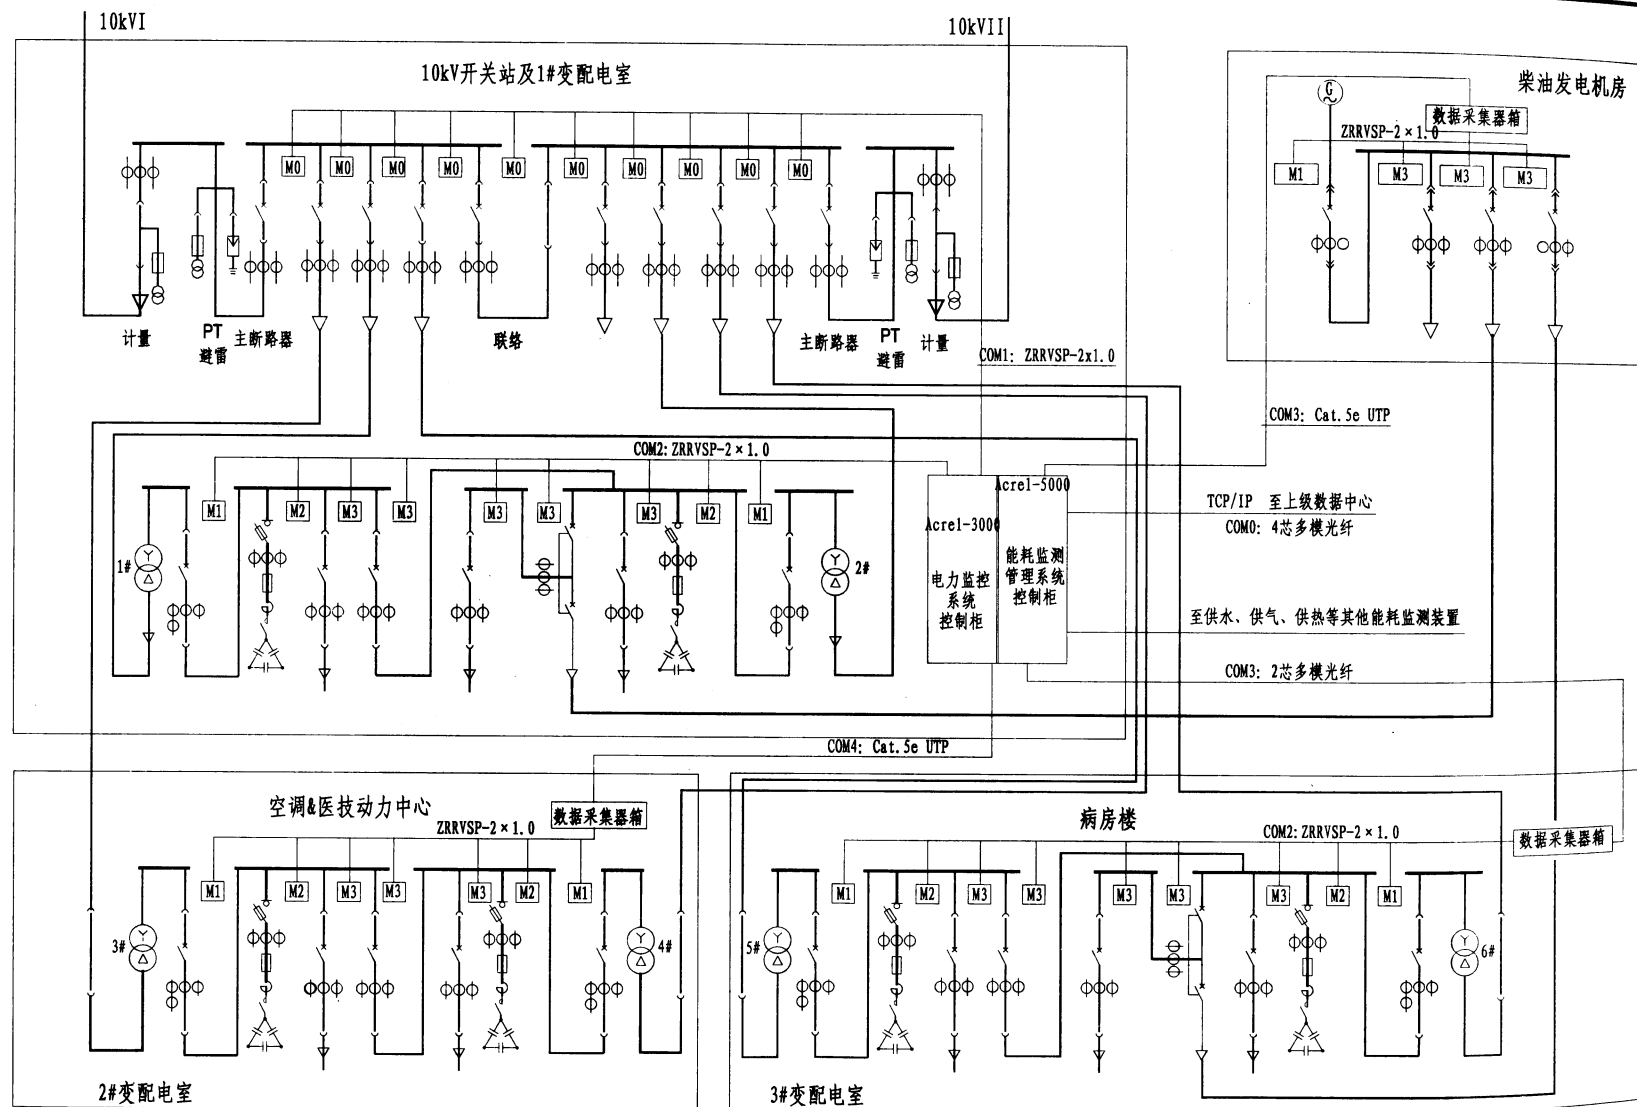 10kVI
10kVII
10kV开关站及1#变配电室
柴油发电机房
数据采集器箱
ZRRVSP-2×1.0
M0 M0 M0 M0 M0 M0 M0 M0 M0 M0
G
M1 M3 M3 M3
计量
PT
避雷
主断路器
联络
主断路器
PT
避雷
计量
COM1: ZRRVSP-2x1.0
COM3: Cat.5e UTP
COM2:ZRRVSP-2×1.0
M1 M2 M3 M3 M3 M3 M3 M2 M1
1#
2#
Acrel-3000
电力监控
系统
控制柜
Acrel-5000
能耗监测
管理系统
控制柜
TCP/IP 至上级数据中心
COM0: 4芯多模光纤
至供水、供气、供热等其他能耗监测装置
COM3: 2芯多模光纤
COM4: Cat.5e UTP
空调&医技动力中心
数据采集器箱
ZRRVSP-2×1.0
M1 M2 M3 M3 M3 M2 M1
3#
4#
2#变配电室
病房楼
COM2:ZRRVSP-2×1.0
数据采集器箱
M1 M2 M3 M3 M3 M3 M3 M2 M1
5#
6#
3#变配电室